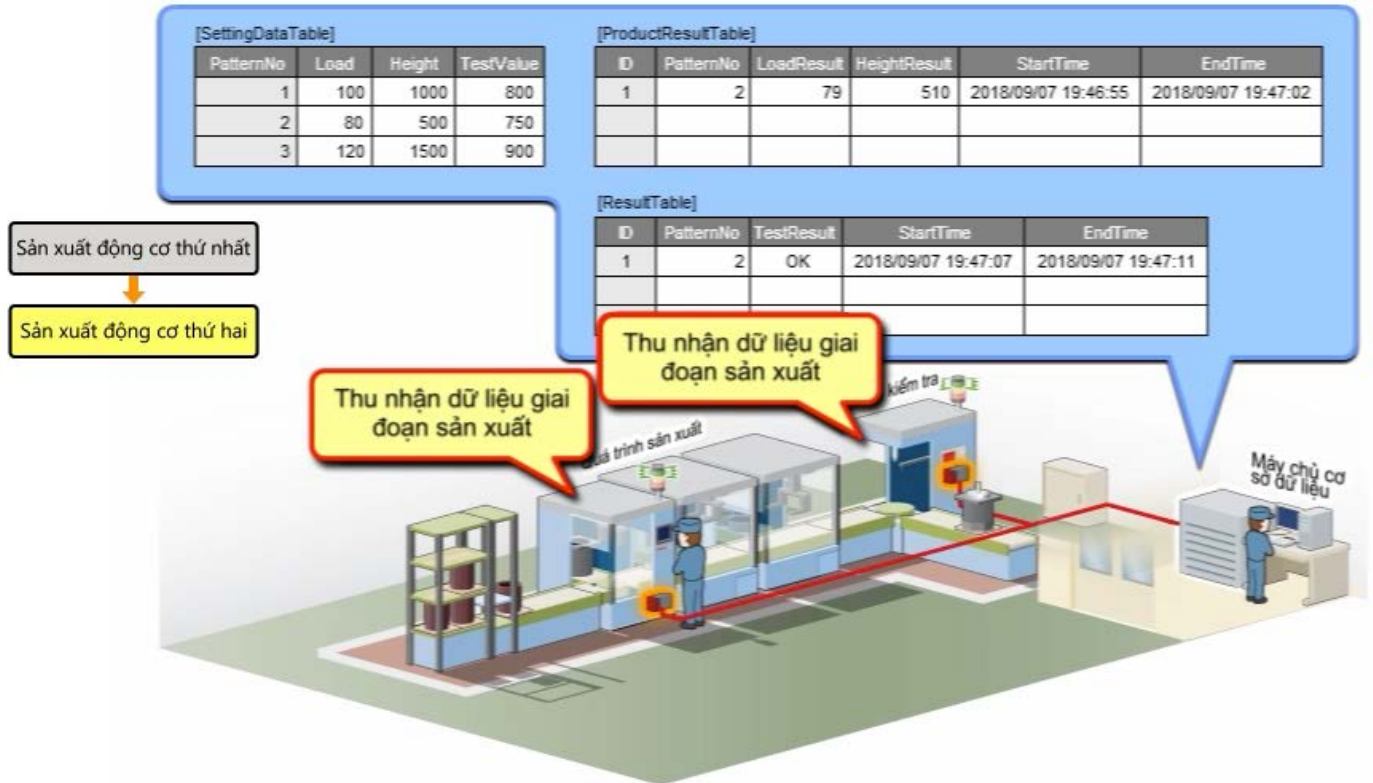 [SettingDataTable]
PatternNo Load Height TestValue
1 100 1000 800
2 80 500 750
3 120 1500 900
[ProductResultTable]
ID PatternNo LoadResult HeightResult StartTime EndTime
1 2 79 510 2018/09/07 19:46:55 2018/09/07 19:47:02
[ResultTable]
ID PatternNo TestResult StartTime EndTime
1 2 OK 2018/09/07 19:47:07 2018/09/07 19:47:11
Sản xuất động cơ thứ nhất
Sản xuất động cơ thứ hai
Thu nhận dữ liệu giai
đoạn sản xuất
Thu nhận dữ liệu giai
đoạn sản xuất
trình sản xuất
kiểm tra
Máy chủ cơ
sở dữ liệu